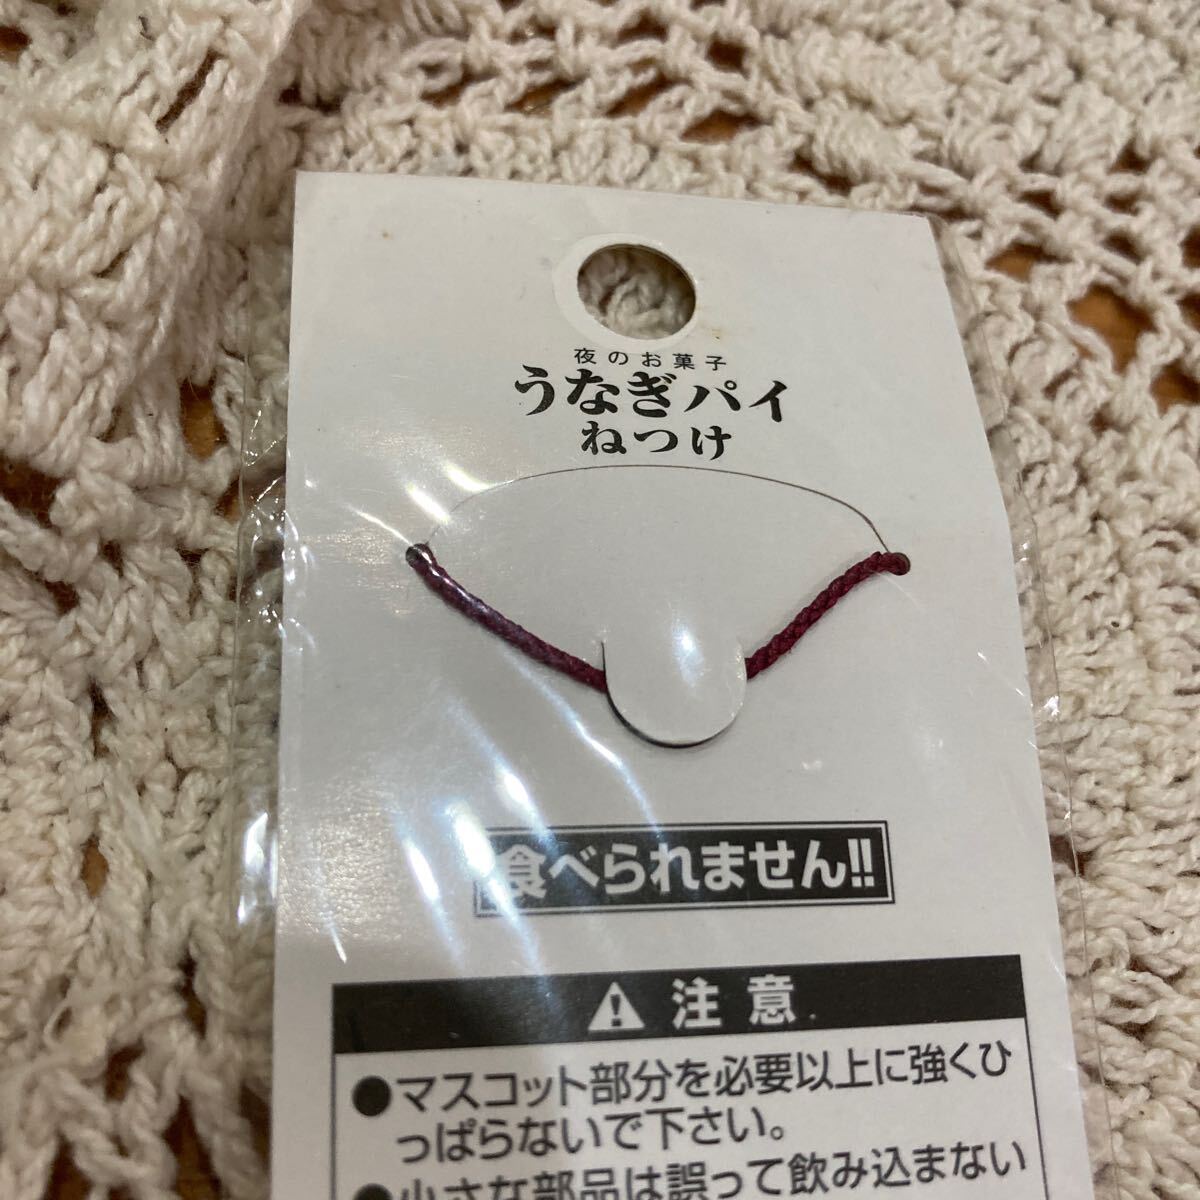 夜のお菓子
うなぎパイ
ねつけ
食べられません!!
注意
●マスコット部分を必要以上に強くひ
っぱらないで下さい。
●小さな部品は誤って飲み込まない